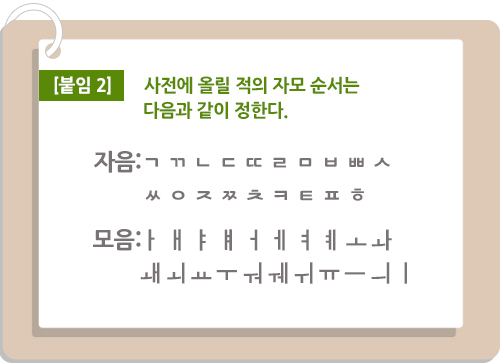 [붙임 2] 사전에 올릴 적의 자모 순서는
다음과 같이 정한다.
자음:ㄱ ㄲ ㄴ ㄷ ㄸ ㄹ ㅁ ㅂ ㅃ ㅅ
ㅆ ㅇ ㅈ ㅉ ㅊ ㅋ ㅌ ㅍ ㅎ
모음:ㅏ ㅐ ㅑ ㅒ ㅓ ㅔ ㅕ ㅖ ㅗ ㅘ
ㅙ ㅚ ㅛ ㅜ ㅝ ㅞ ㅟ ㅠ ㅡ ㅢ ㅣ